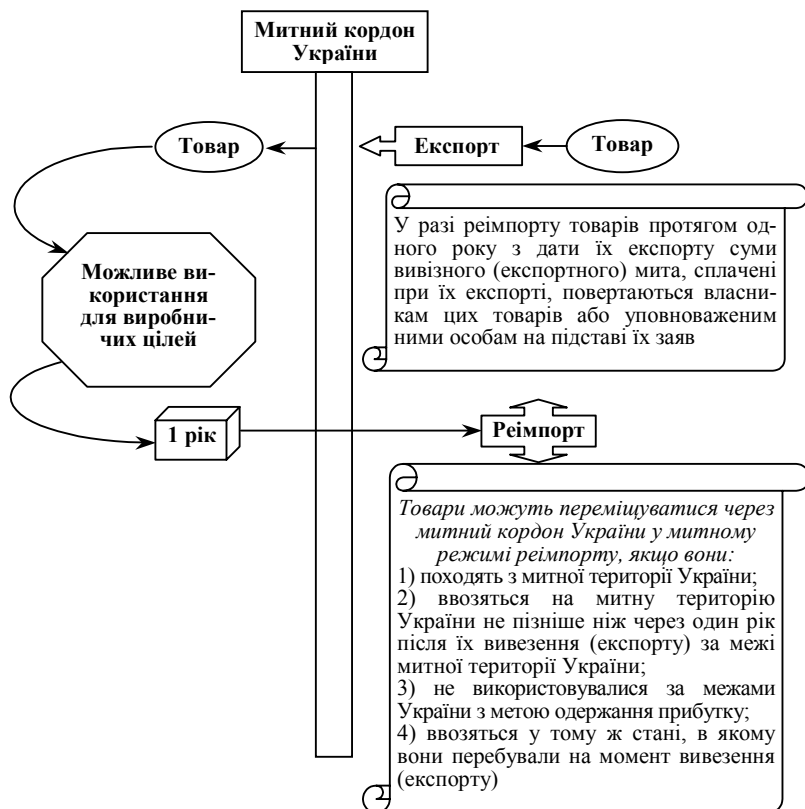 Митний кордон
України
Товар
Експорт
Товар
У разі реімпорту товарів протягом од-
ного року з дати їх експорту суми
вивізного (експортного) мита, сплачені
при їх експорті, повертаються власни-
кам цих товарів або уповноваженим
ними особам на підставі їх заяв
Можливе ви-
користання
для виробни-
чих цілей
1 рік
Реімпорт
Товари можуть переміщуватися через
митний кордон України у митному
режимі реімпорту, якщо вони:
1) походять з митної території України;
2) ввозяться на митну територію
України не пізніше ніж через один рік
після їх вивезення (експорту) за межі
митної території України;
3) не використовувалися за межами
України з метою одержання прибутку;
4) ввозяться у тому ж стані, в якому
вони перебували на момент вивезення
(експорту)